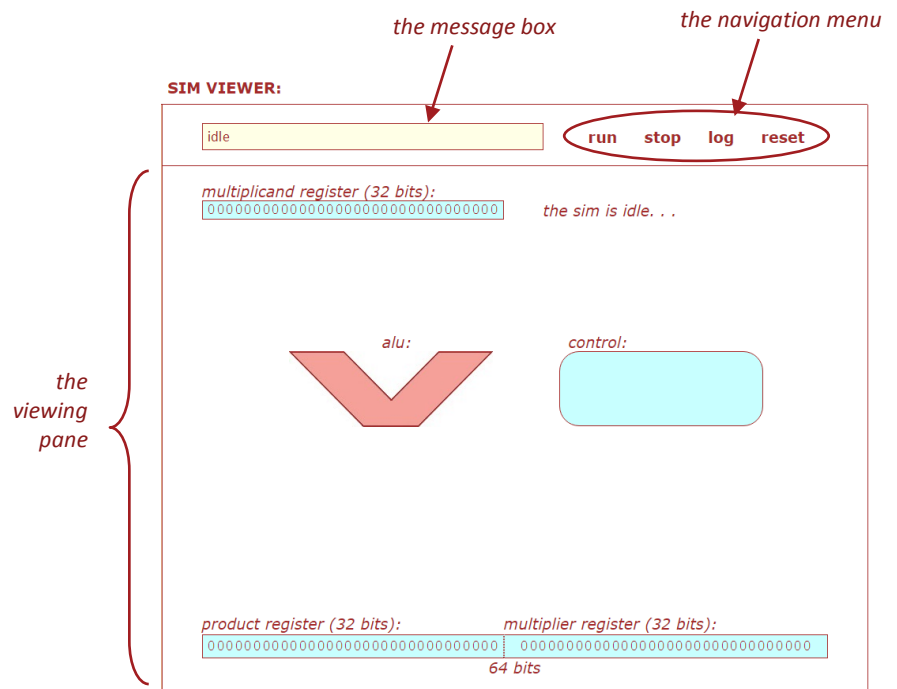 the message box
the navigation menu
SIM VIEWER:
idle
run stop log reset
multiplicand register (32 bits):
00000000000000000000000000000000
the sim is idle. . .
alu:
control:
the
viewing
pane
product register (32 bits):
multiplier register (32 bits):
00000000000000000000000000000000
00000000000000000000000000000000
64 bits